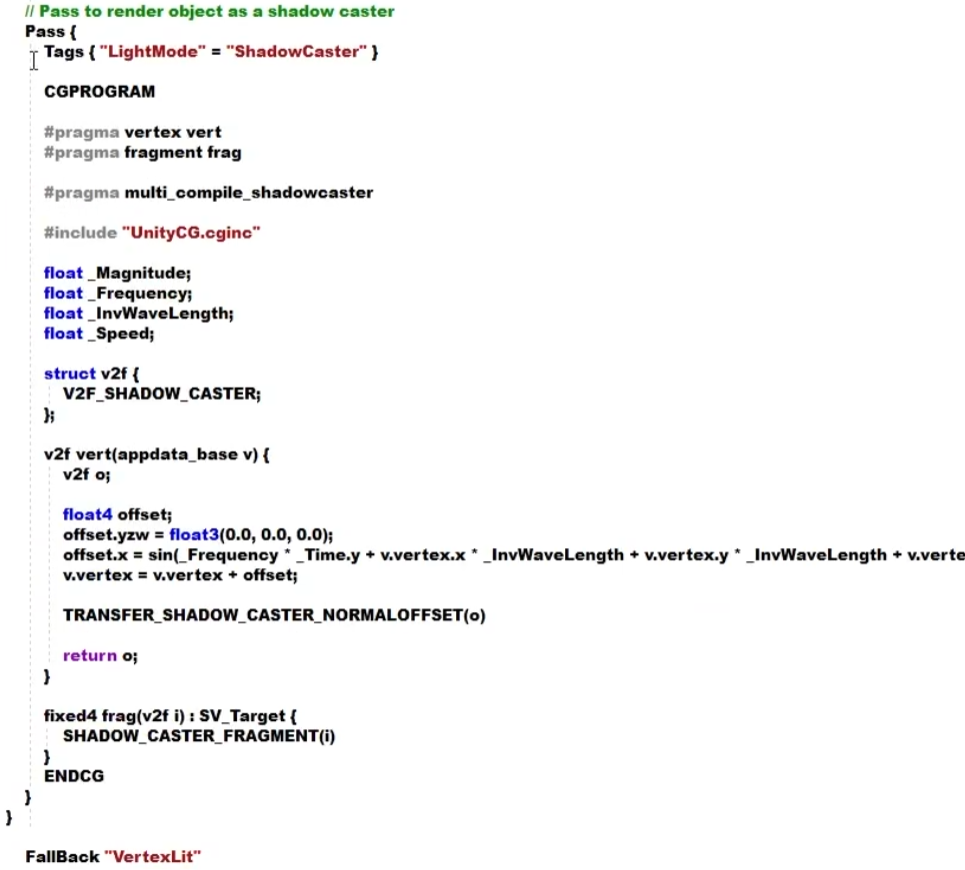 // Pass to render object as a shadow caster
Pass {
Tags { "LightMode" = "ShadowCaster" }
CGPROGRAM
#pragma vertex vert
#pragma fragment frag
#pragma multi_compile_shadowcaster
#include "UnityCG.cginc"
float _Magnitude;
float _Frequency;
float _InvWaveLength;
float _Speed;
struct v2f {
V2F_SHADOW_CASTER;
};
v2f vert(appdata_base v) {
v2f o;
float4 offset;
offset.yzw = float3(0.0, 0.0, 0.0);
offset.x = sin(_Frequency * _Time.y + v.vertex.x * _InvWaveLength + v.vertex.y * _InvWaveLength +
v.vertex = v.vertex + offset;
TRANSFER_SHADOW_CASTER_NORMALOFFSET(o)
return o;
}
fixed4 frag(v2f i) : SV_Target {
SHADOW_CASTER_FRAGMENT(i)
}
ENDCG
}
}
FallBack "VertexLit"